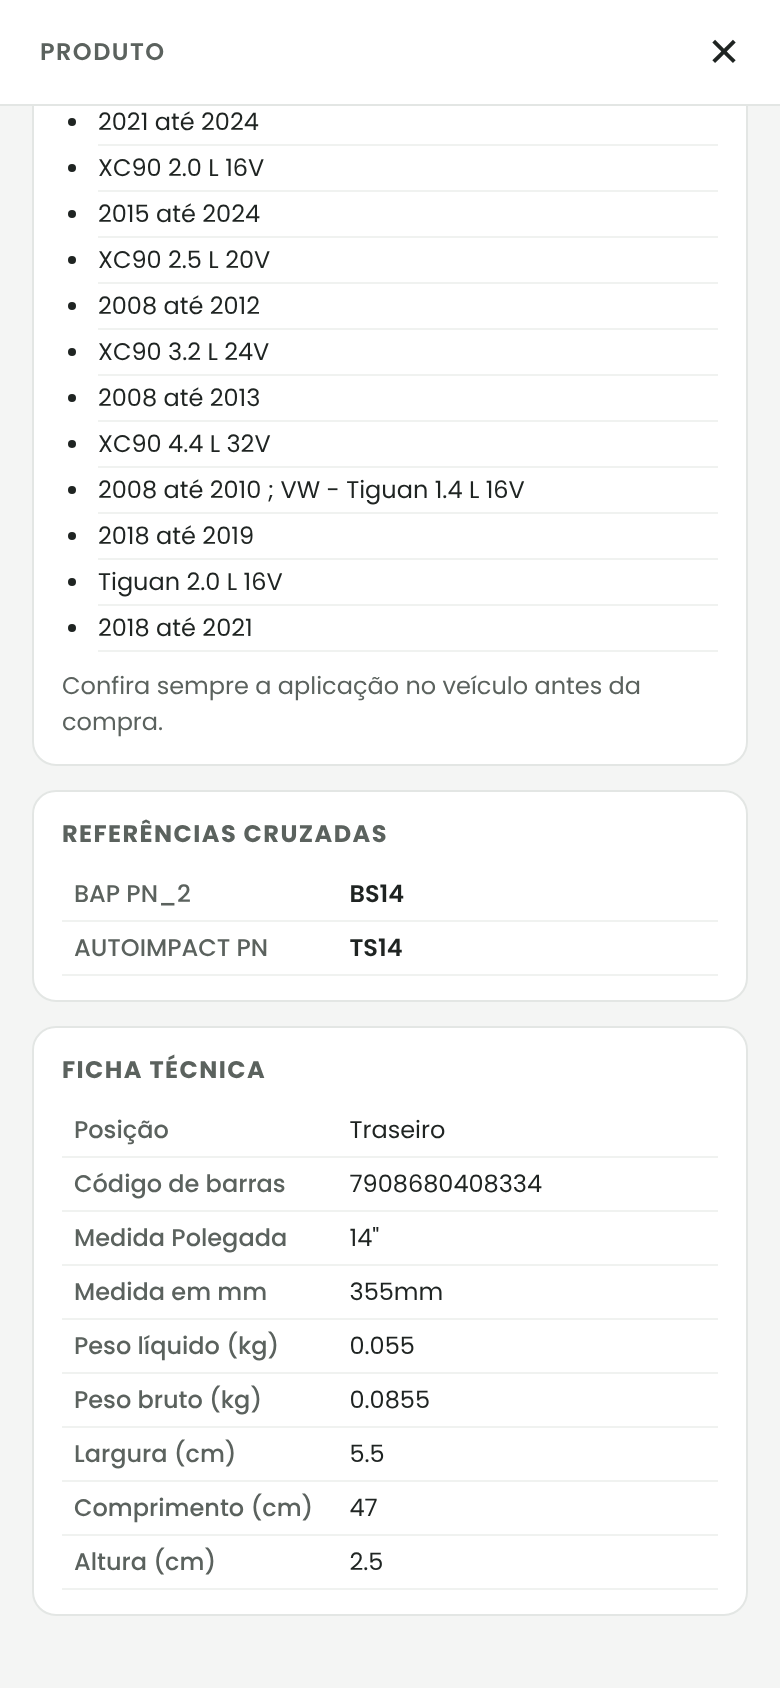 PRODUTO
2021 até 2024
XC90 2.0 L 16V
2015 até 2024
XC90 2.5 L 20V
2008 até 2012
XC90 3.2 L 24V
2008 até 2013
XC90 4.4 L 32V
2008 até 2010 ; VW - Tiguan 1.4 L 16V
2018 até 2019
Tiguan 2.0 L 16V
2018 até 2021
Confira sempre a aplicação no veículo antes da
compra.
REFERÊNCIAS CRUZADAS
BAP PN_2 BS14
AUTOIMPACT PN TS14
FICHA TÉCNICA
Posição Traseiro
Código de barras 7908680408334
Medida Polegada 14"
Medida em mm 355mm
Peso líquido (kg) 0.055
Peso bruto (kg) 0.0855
Largura (cm) 5.5
Comprimento (cm) 47
Altura (cm) 2.5